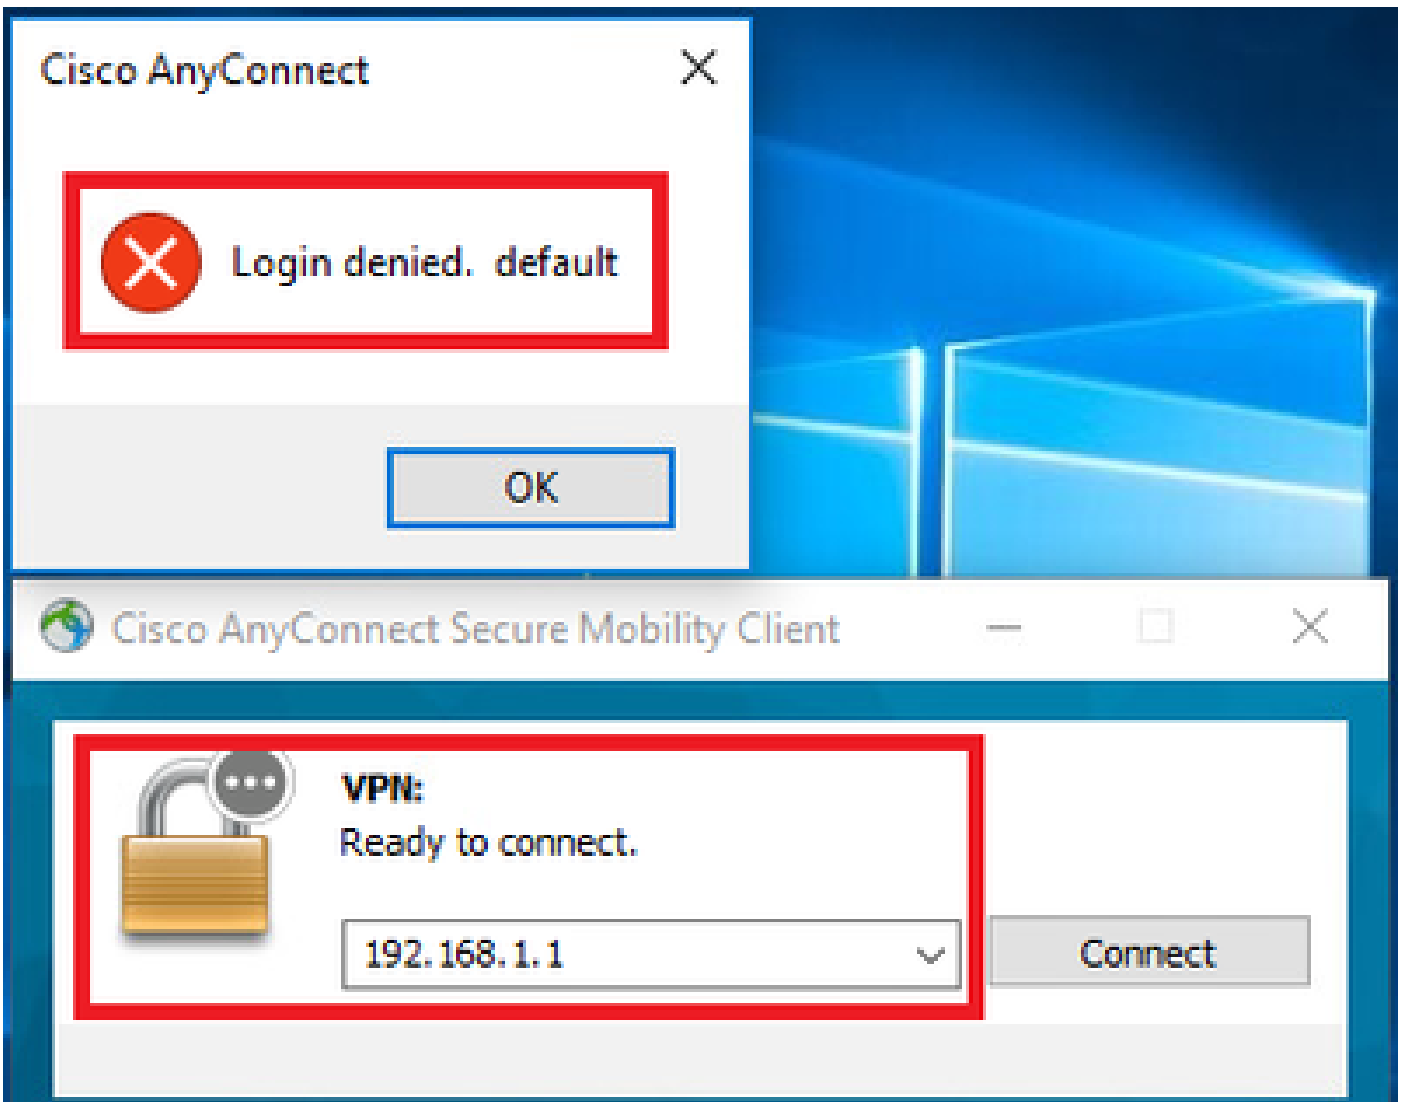 Cisco AnyConnect
Login denied.  default
OK
Cisco AnyConnect Secure Mobility Client
VPN:
Ready to connect.
192.168.1.1
Connect